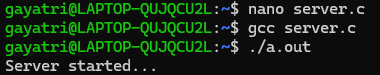 gayatri@LAPTOP-QUJQCU2L:~$ nano server.c
gayatri@LAPTOP-QUJQCU2L:~$ gcc server.c
gayatri@LAPTOP-QUJQCU2L:~$ ./a.out
Server started...